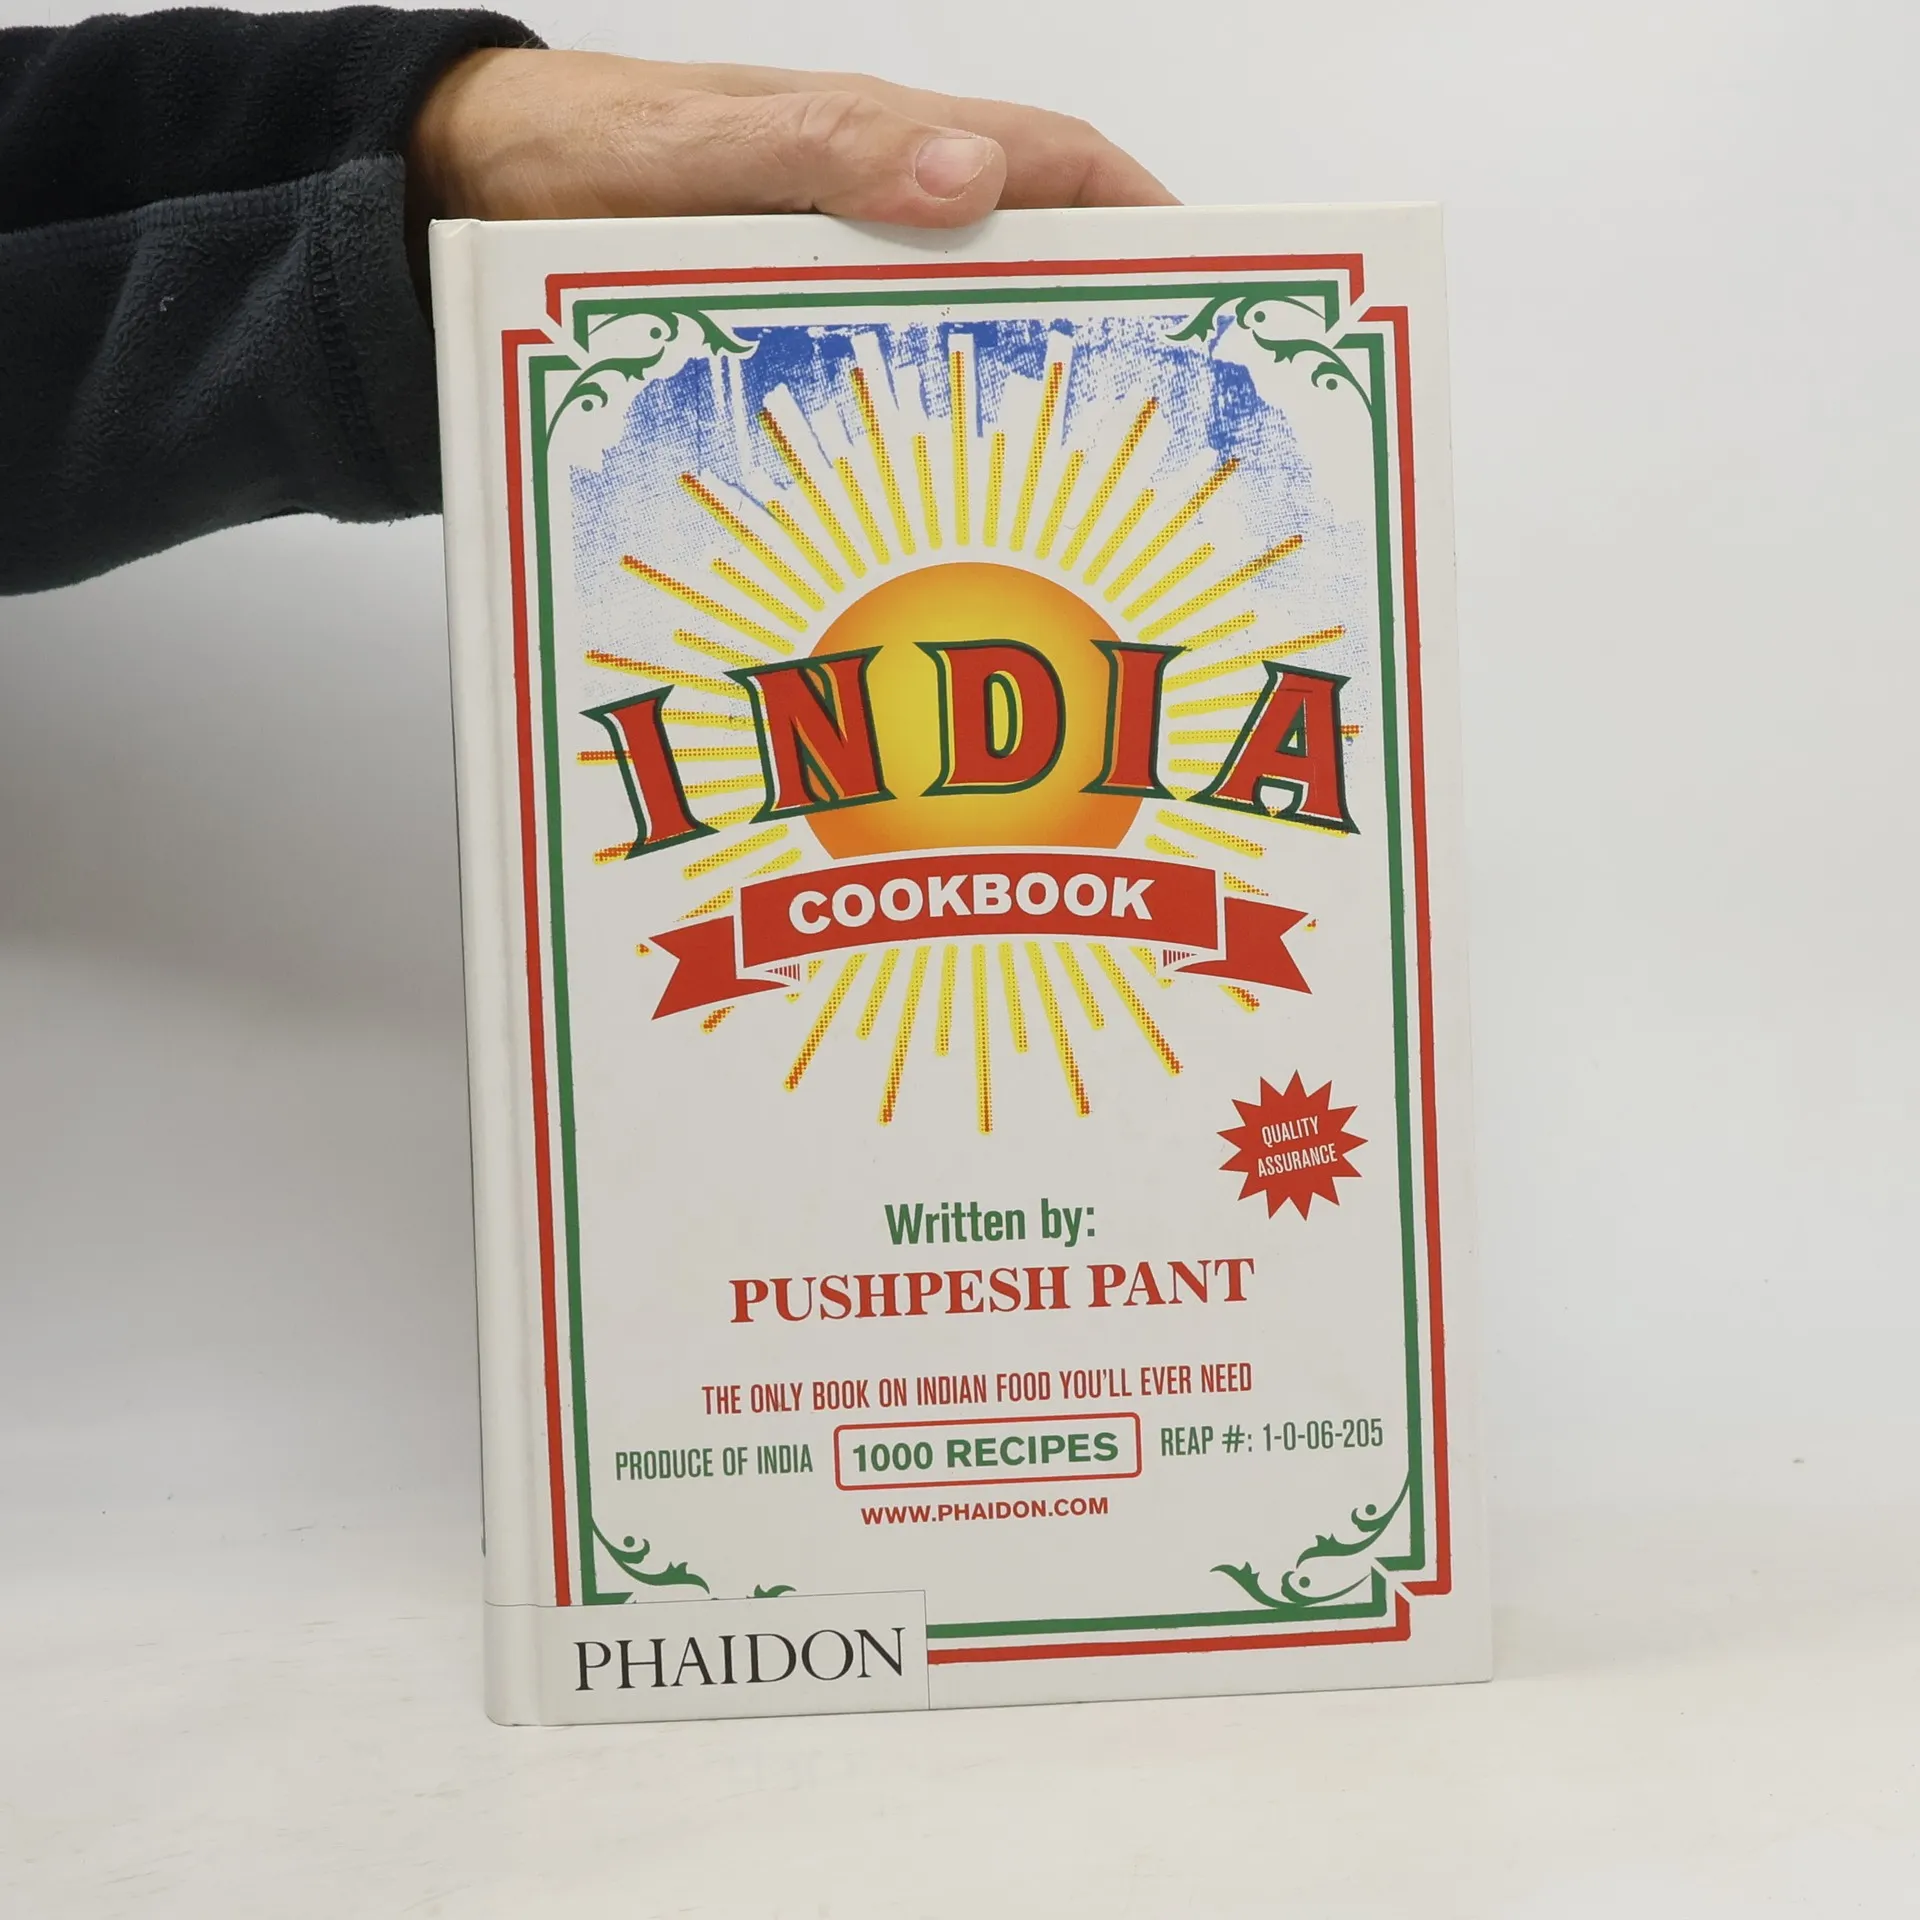 INDIA
COOKBOOK
QUALITY
ASSURANCE
Written by:
PUSHPESH PANT
THE ONLY BOOK ON INDIAN FOOD YOU'LL EVER NEED
PRODUCE OF INDIA 1000 RECIPES REAP #: 1-0-06-205
WWW.PHAIDON.COM
PHAIDON